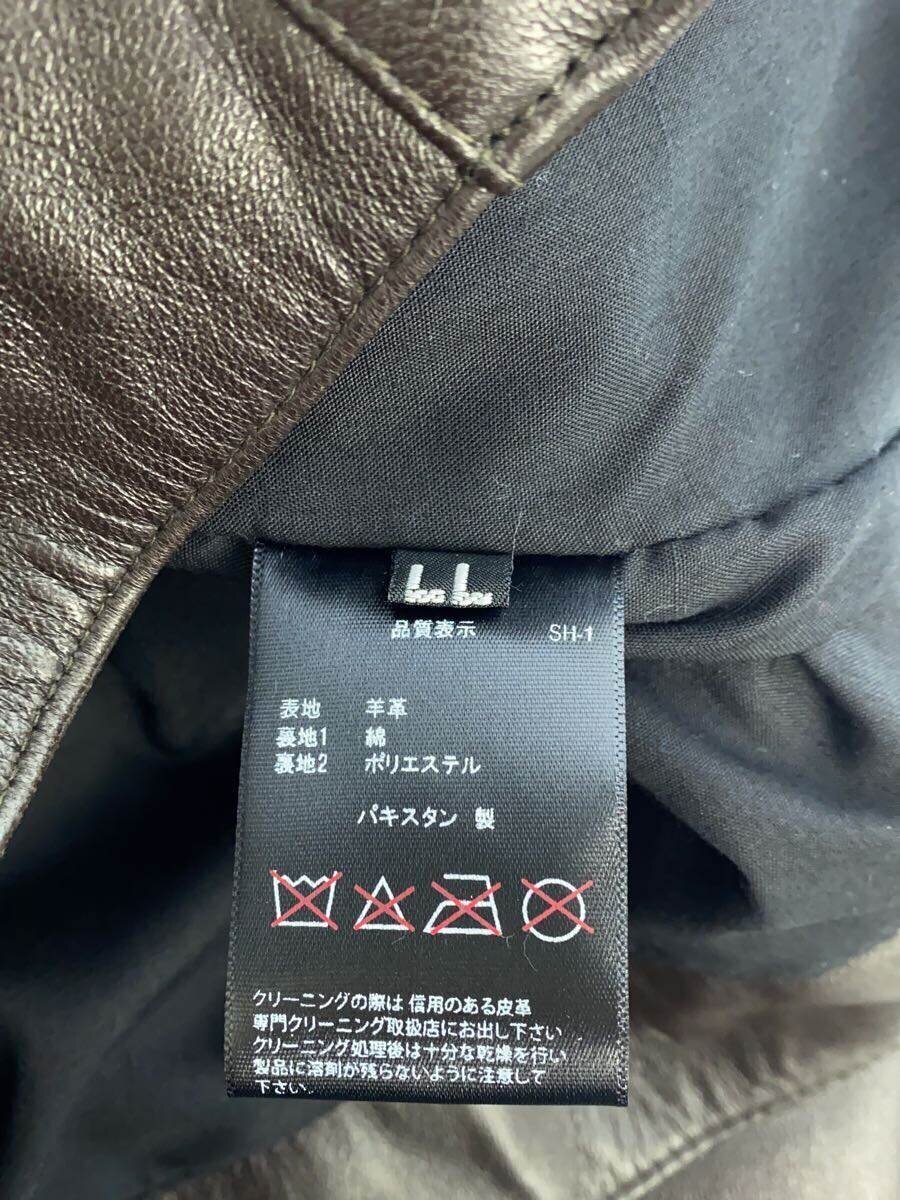 LL
品質表示 SH-1
表地 羊革
裏地1 綿
裏地2 ポリエステル
パキスタン 製
クリーニングの際は 信用のある皮革
専門クリーニング取扱店にお出し下さい
クリーニング処理後は十分な乾燥を行い
製品に溶剤が残らないように注意して
下さい。